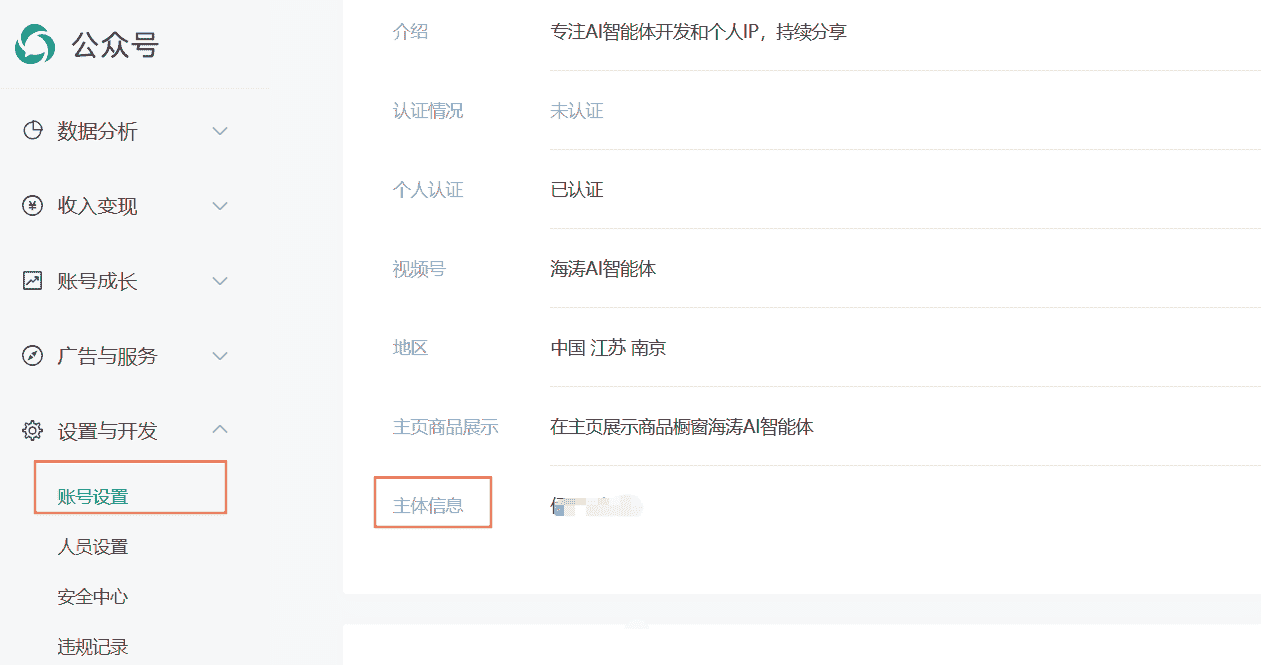 公众号
数据分析
收入变现
账号成长
广告与服务
设置与开发
账号设置
人员设置
安全中心
违规记录
介绍 专注AI智能体开发和个人IP，持续分享
认证情况 未认证
个人认证 已认证
视频号 海涛AI智能体
地区 中国 江苏 南京
主页商品展示 在主页展示商品橱窗海涛AI智能体
主体信息